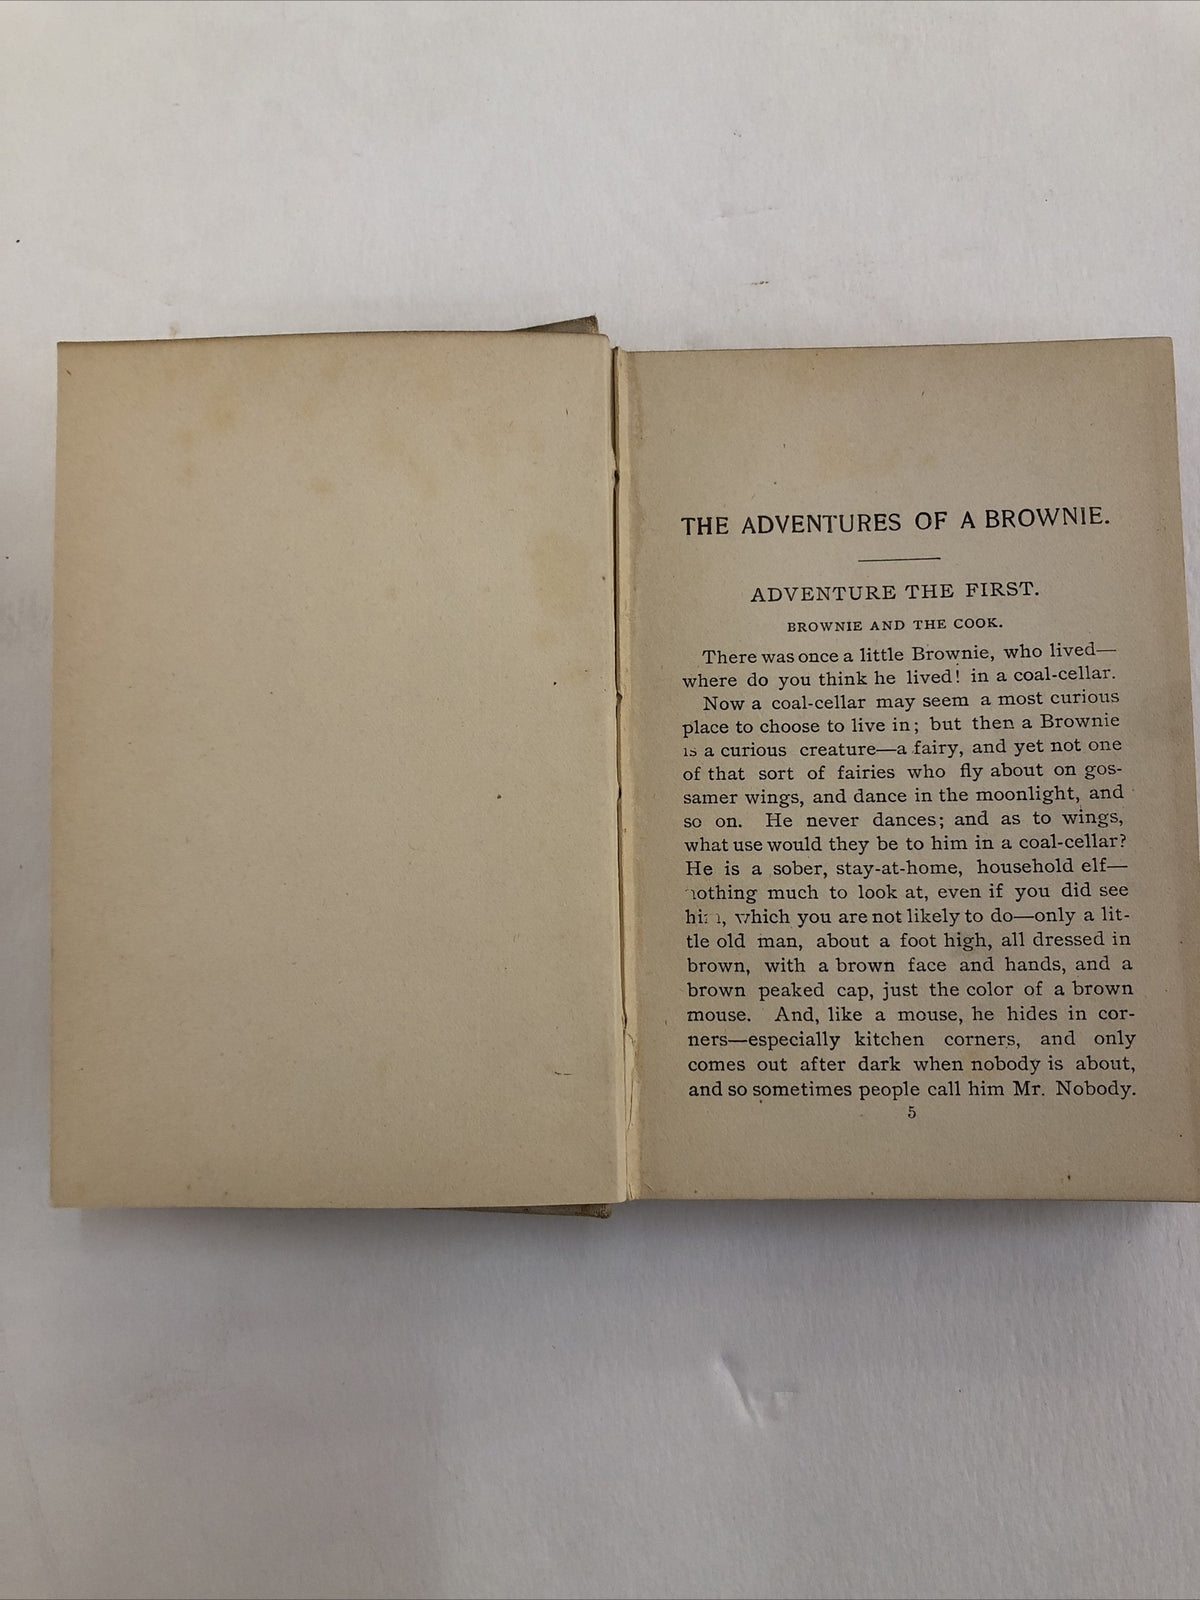 THE ADVENTURES OF A BROWNIE.
ADVENTURE THE FIRST.
BROWNIE AND THE COOK.
There was once a little Brownie, who lived—
where do you think he lived! in a coal-cellar.
Now a coal-cellar may seem a most curious
place to choose to live in; but then a Brownie
is a curious creature—a fairy, and yet not one
of that sort of fairies who fly about on gos-
samer wings, and dance in the moonlight, and
so on. He never dances; and as to wings,
what use would they be to him in a coal-cellar?
He is a sober, stay-at-home, household elf—
nothing much to look at, even if you did see
him, which you are not likely to do—only a lit-
tle old man, about a foot high, all dressed in
brown, with a brown face and hands, and a
brown peaked cap, just the color of a brown
mouse. And, like a mouse, he hides in cor-
ners—especially kitchen corners, and only
comes out after dark when nobody is about,
and so sometimes people call him Mr. Nobody.
5